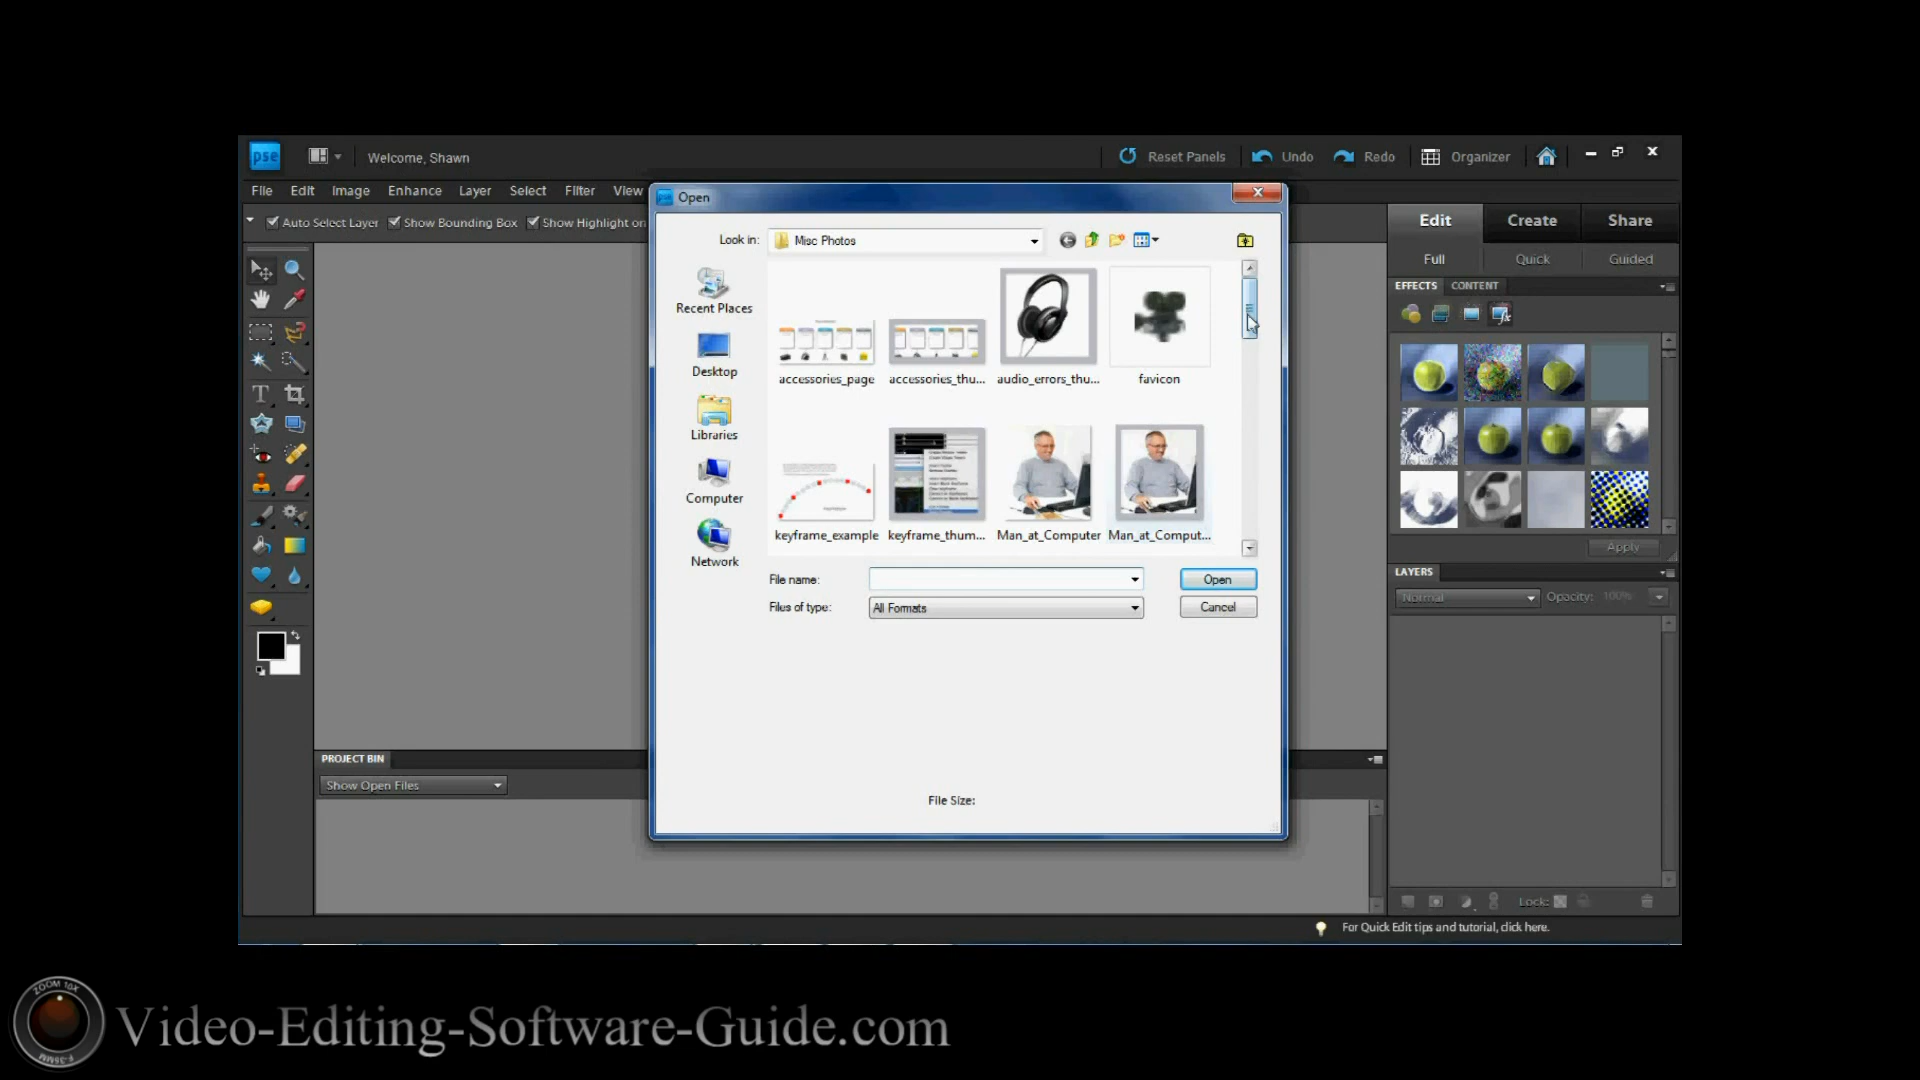 pse
Welcome, Shawn
Reset Panels
Undo
Redo
Organizer
File Edit Image Enhance Layer Select Filter View
Auto Select Layer
Show Bounding Box
Show Highlight on
Open
Look in:
Misc Photos
Recent Places
Desktop
Libraries
Computer
Network
accessories_page
accessories_thu...
audio_errors_thu...
favicon
keyframe_example
keyframe_thum...
Man_at_Computer
Man_at_Comput...
File name:
Open
Files of type:
All Formats
Cancel
File Size:
Edit
Create
Share
Full
Quick
Guided
EFFECTS
CONTENT
Apply
LAYERS
Normal
Opacity: 100%
Lock:
PROJECT BIN
Show Open Files
For Quick Edit tips and tutorial, click here.
ZOOM 10X
Video-Editing-Software-Guide.com